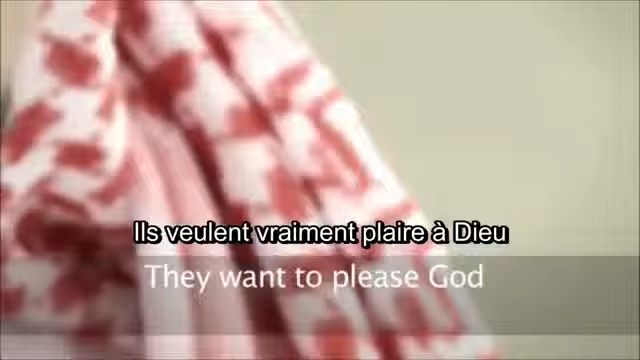 Ils veulent vraiment plaire à Dieu
They want to please God